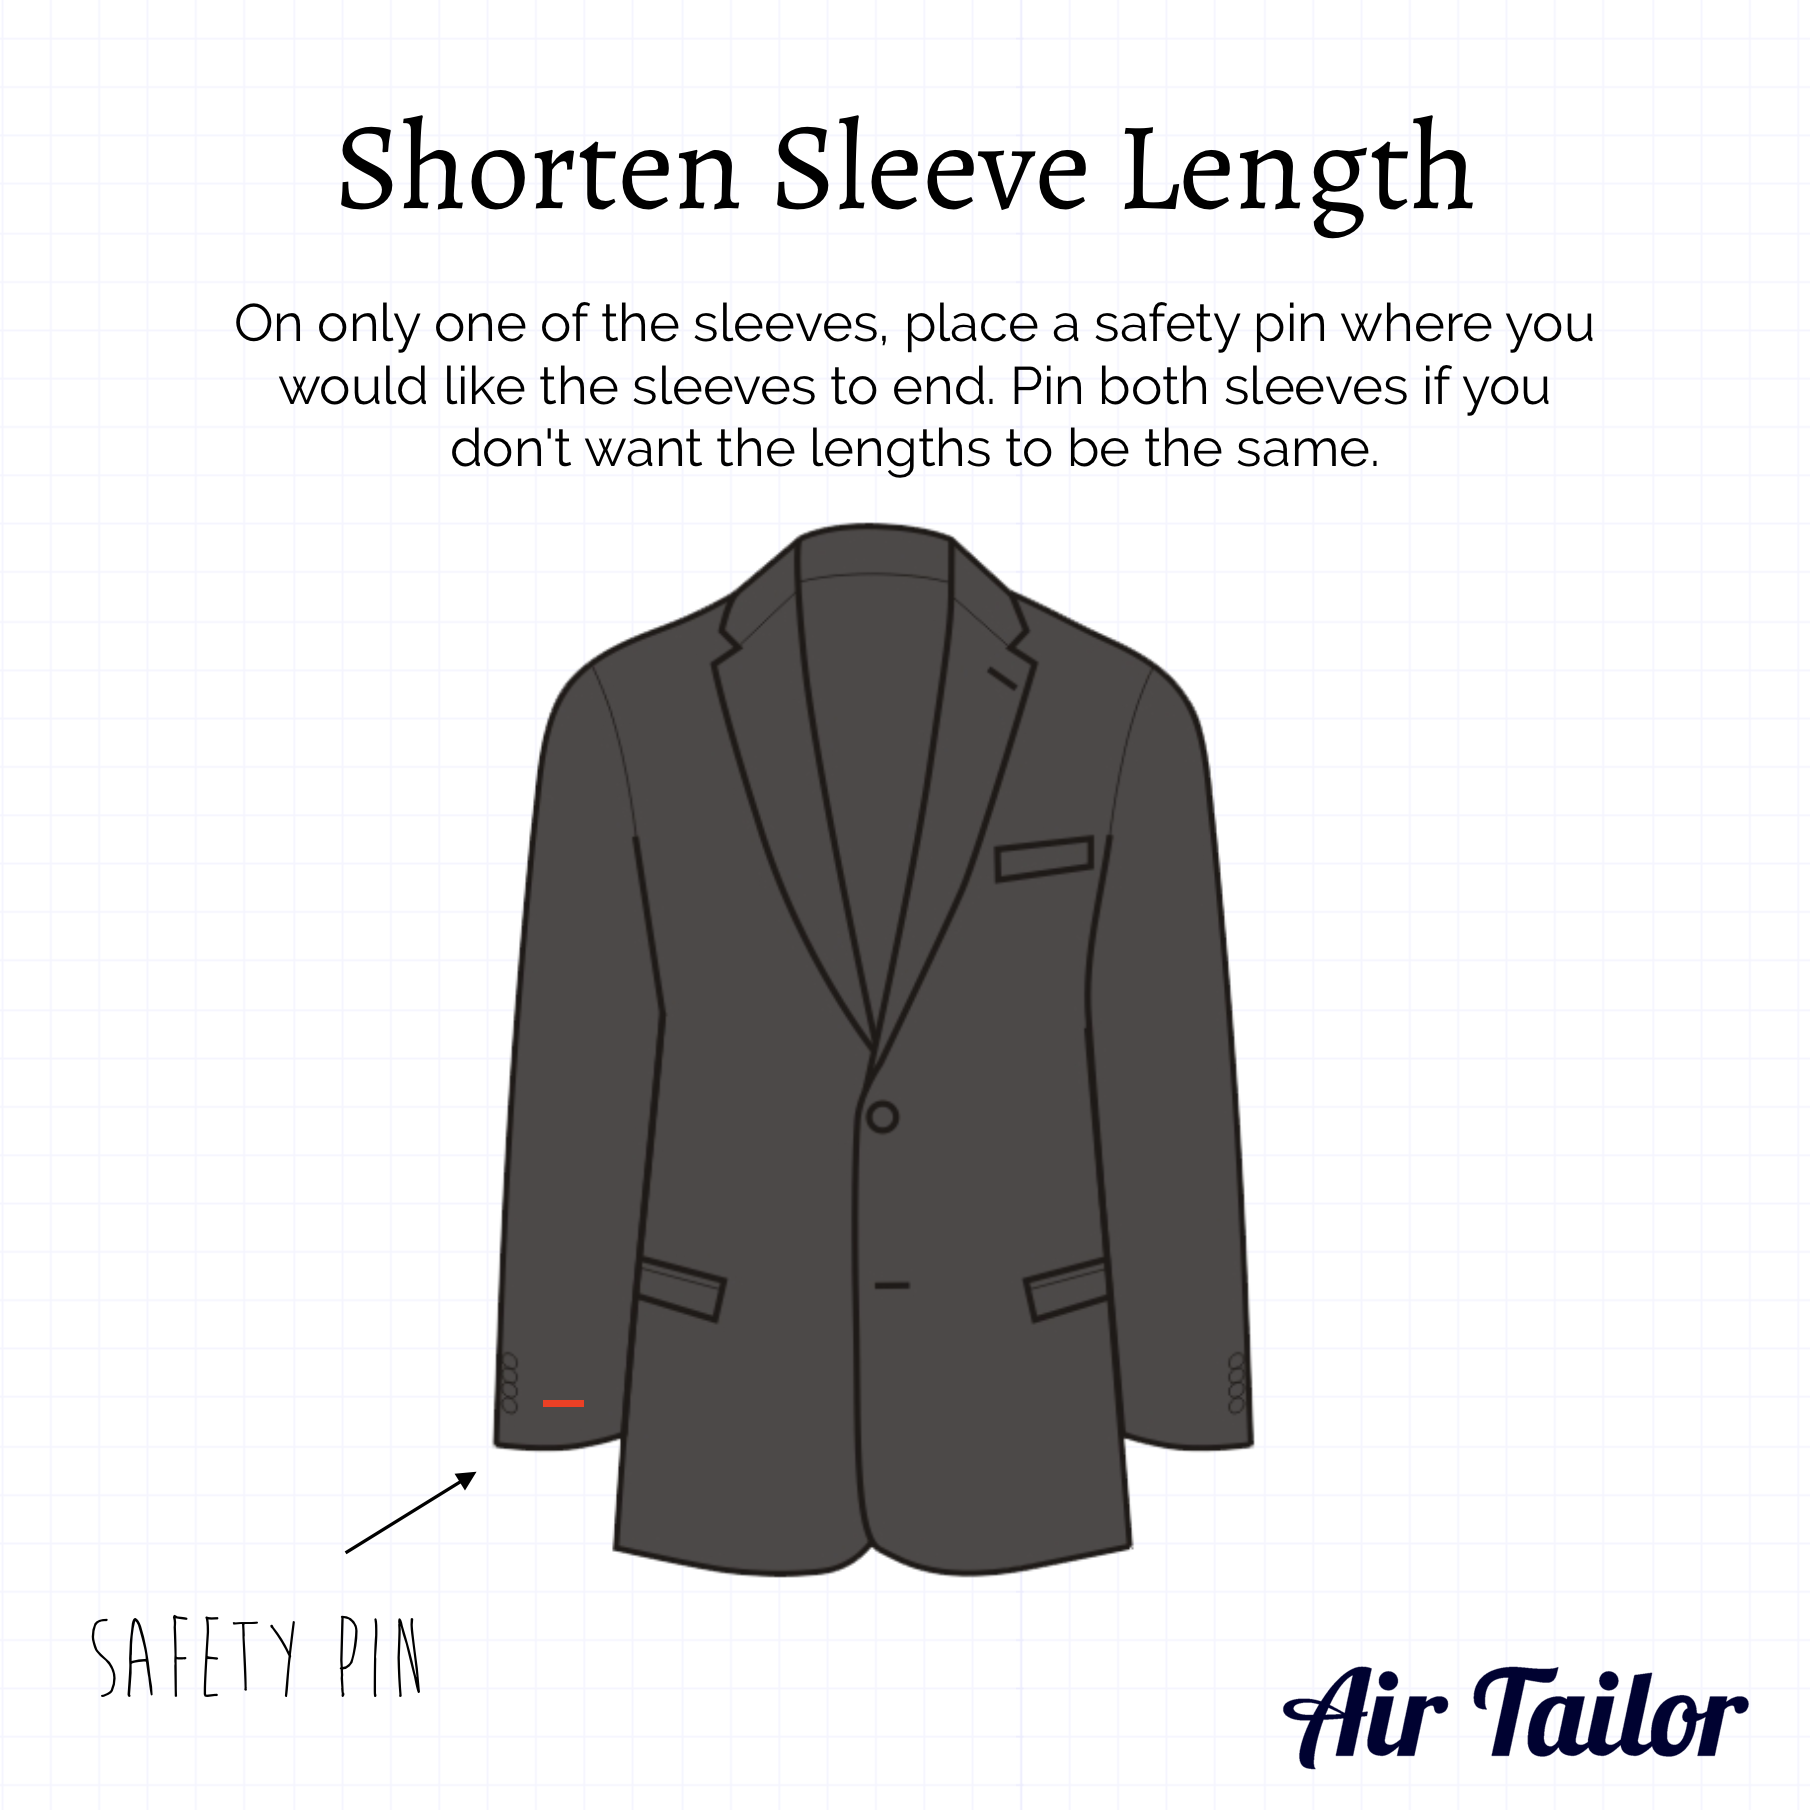 Shorten Sleeve Length
On only one of the sleeves, place a safety pin where you
would like the sleeves to end. Pin both sleeves if you
don't want the lengths to be the same.
SAFETY PIN
Air Tailor